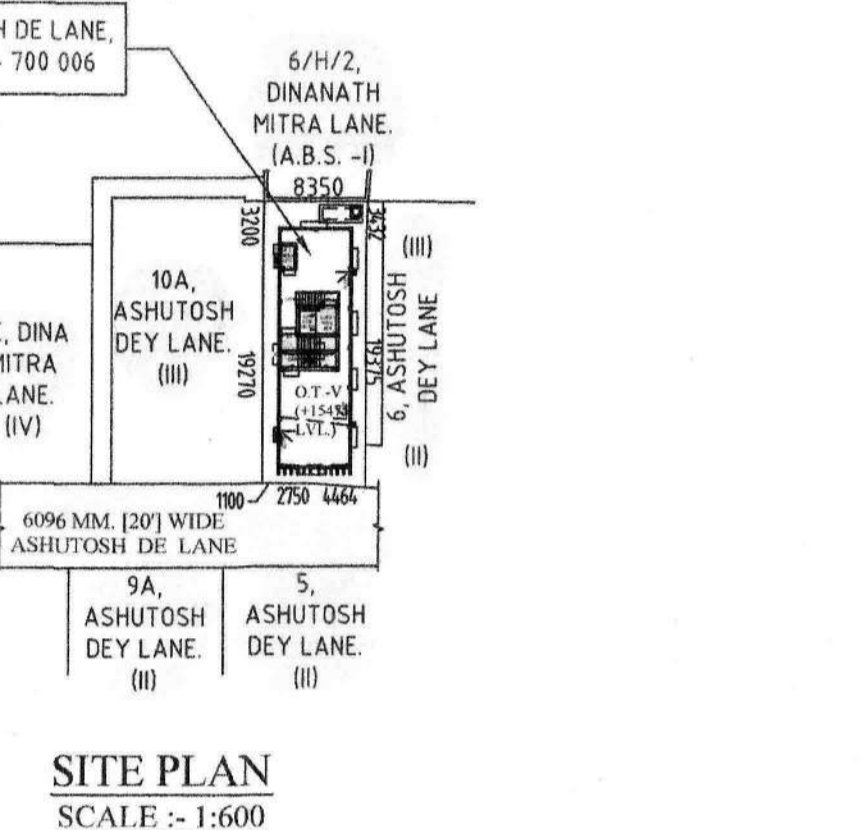 H DE LANE,
- 700 006
6/H/2,
DINANATH
MITRA LANE.
(A.B.S. -I)
8350
3200
3432
(III)
10A,
ASHUTOSH
DEY LANE.
(III)
6, ASHUTOSH
DEY LANE
, DINA
MITRA
LANE.
(IV)
19270
19375
O.T.-V
LVL.)
(II)
1100
2750 4464
6096 MM. [20'] WIDE
ASHUTOSH DE LANE
9A,
ASHUTOSH
DEY LANE.
(II)
5,
ASHUTOSH
DEY LANE.
(II)
SITE PLAN
SCALE :- 1:600